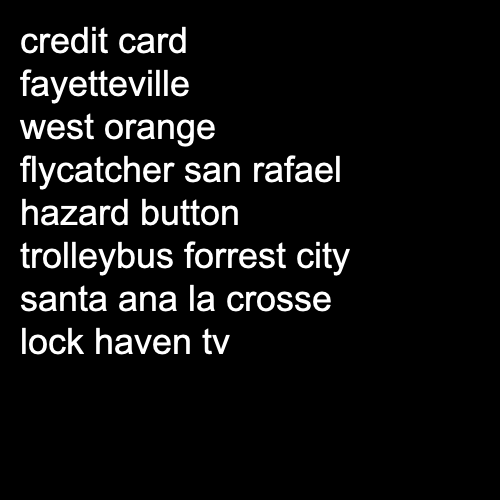 credit card
fayetteville
west orange
flycatcher san rafael
hazard button
trolleybus forrest city
santa ana la crosse
lock haven tv